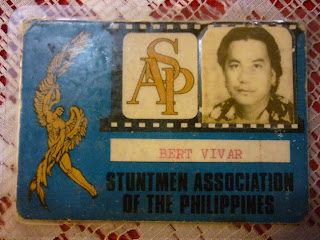 SAP
BERT VIVAR
STUNTMEN ASSOCIATION
OF THE PHILIPPINES